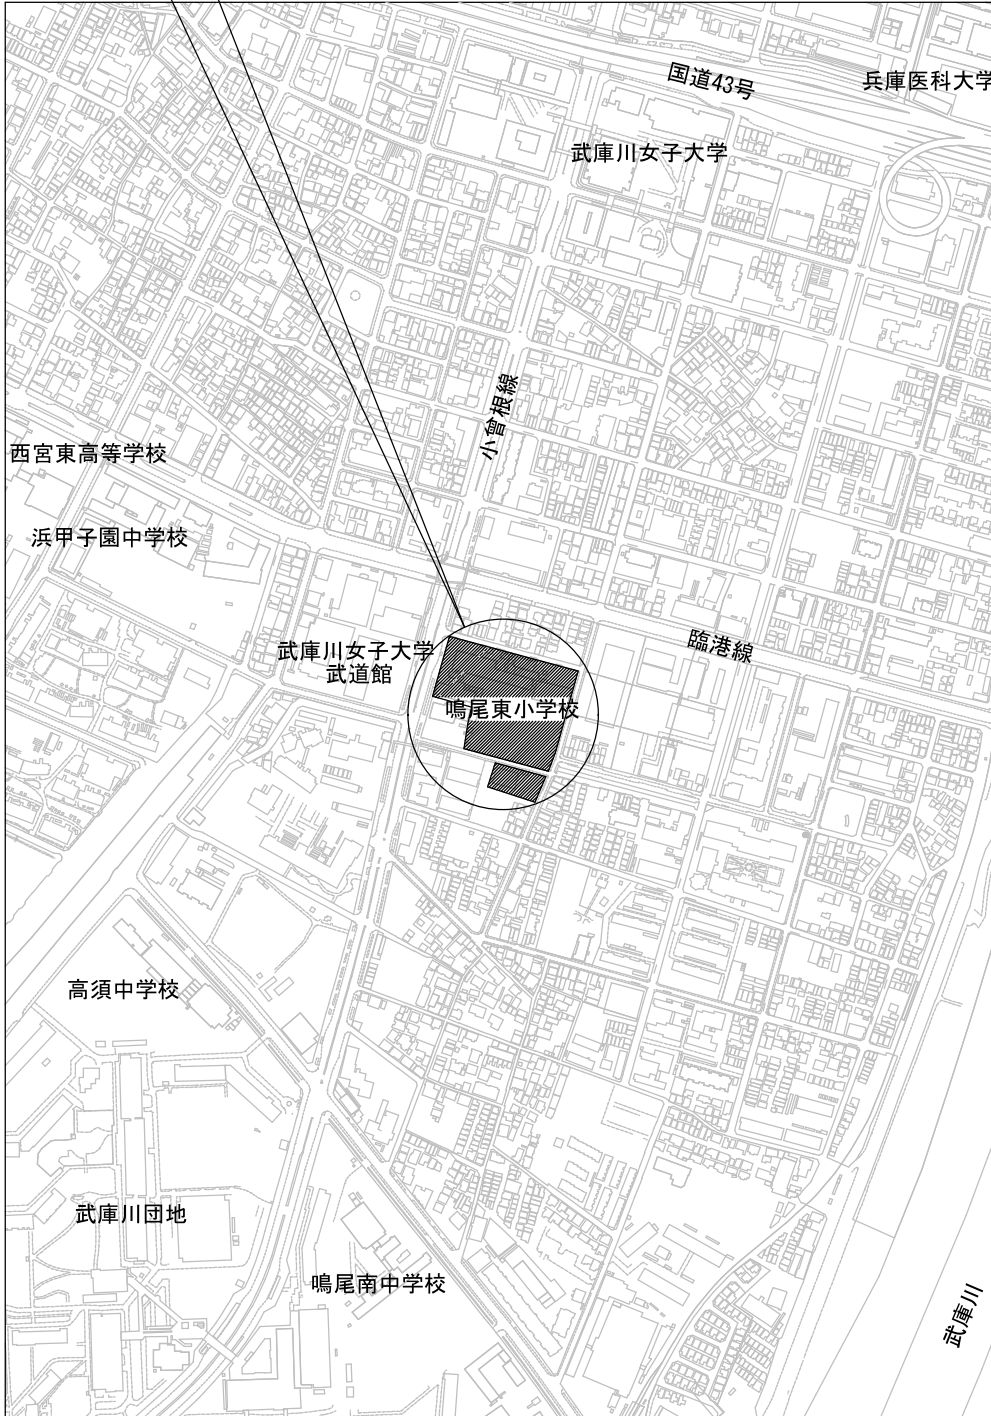 国道43号
兵庫医科大学
武庫川女子大学
小曽根線
西宮東高等学校
浜甲子園中学校
武庫川女子大学
武道館
臨港線
鳴尾東小学校
高須中学校
武庫川団地
鳴尾南中学校
武庫川